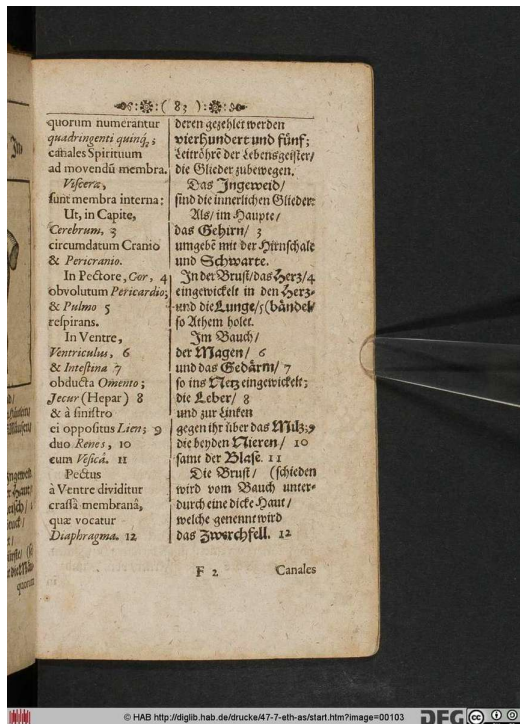 :( 83 ):
quorum numerantur
quadringenti quinq́;
canales Spirituum
ad movendū membra.
Viscera,
sunt membra interna:
Ut, in Capite,
Cerebrum, 3
circumdatum Cranio
& Pericranio.
In Pectore, Cor, 4
obvolutum Pericardio;
& Pulmo 5
respirans.
In Ventre,
Ventriculus, 6
& Intestina 7
obducta Omento;
Jecur (Hepar) 8
& à sinistro
ei oppositus Lien; 9
duo Renes, 10
cum Vesicá. 11
Pectus
à Ventre dividitur
crassâ membranâ,
quæ vocatur
Diaphragma. 12
deren gezehlet werden
vierhundert und fünf;
Leitröhrē der Lebensgeister/
die Glieder zubewegen.
Das Jngeweid/
sind die innerlichen Glieder:
Als/ im Haupte/
das Gehirn/ 3
umgebē mit der Hirnschale
und Schwarte.
Jn der Brust/ das Herz/ 4
eingewickelt in den Herz-
und die Lunge/ 5 (bändel/
so Athem holet.
Jm Bauch/
der Magen/ 6
und das Gedärm/ 7
so ins Netz eingewickelt;
die Leber/ 8
und zur Linken
gegen ihr über das Milz; 9
die beyden Nieren/ 10
samt der Blase. 11
Die Brust/ (schieden
wird vom Bauch unter-
durch eine dicke Haut/
welche genennt wird
das Zwerchfell. 12
F 2
Canales
© HAB http://diglib.hab.de/drucke/47-7-eth-as/start.htm?image=00103
DFG